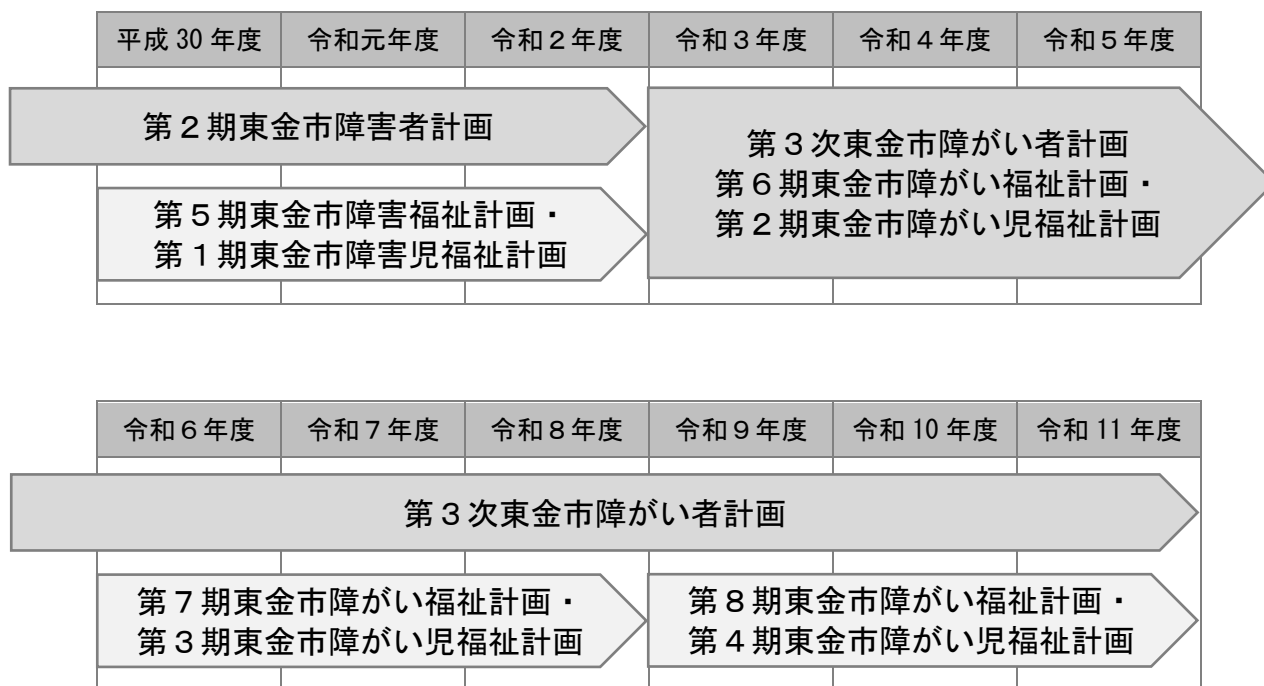 平成 30 年度 令和元年度 令和２年度 令和３年度 令和４年度 令和５年度
第２期東金市障害者計画
第５期東金市障害福祉計画・
第１期東金市障害児福祉計画
第３次東金市障がい者計画
第６期東金市障がい福祉計画・
第２期東金市障がい児福祉計画
令和６年度 令和７年度 令和８年度 令和９年度 令和 10 年度 令和 11 年度
第３次東金市障がい者計画
第７期東金市障がい福祉計画・
第３期東金市障がい児福祉計画
第８期東金市障がい福祉計画・
第４期東金市障がい児福祉計画